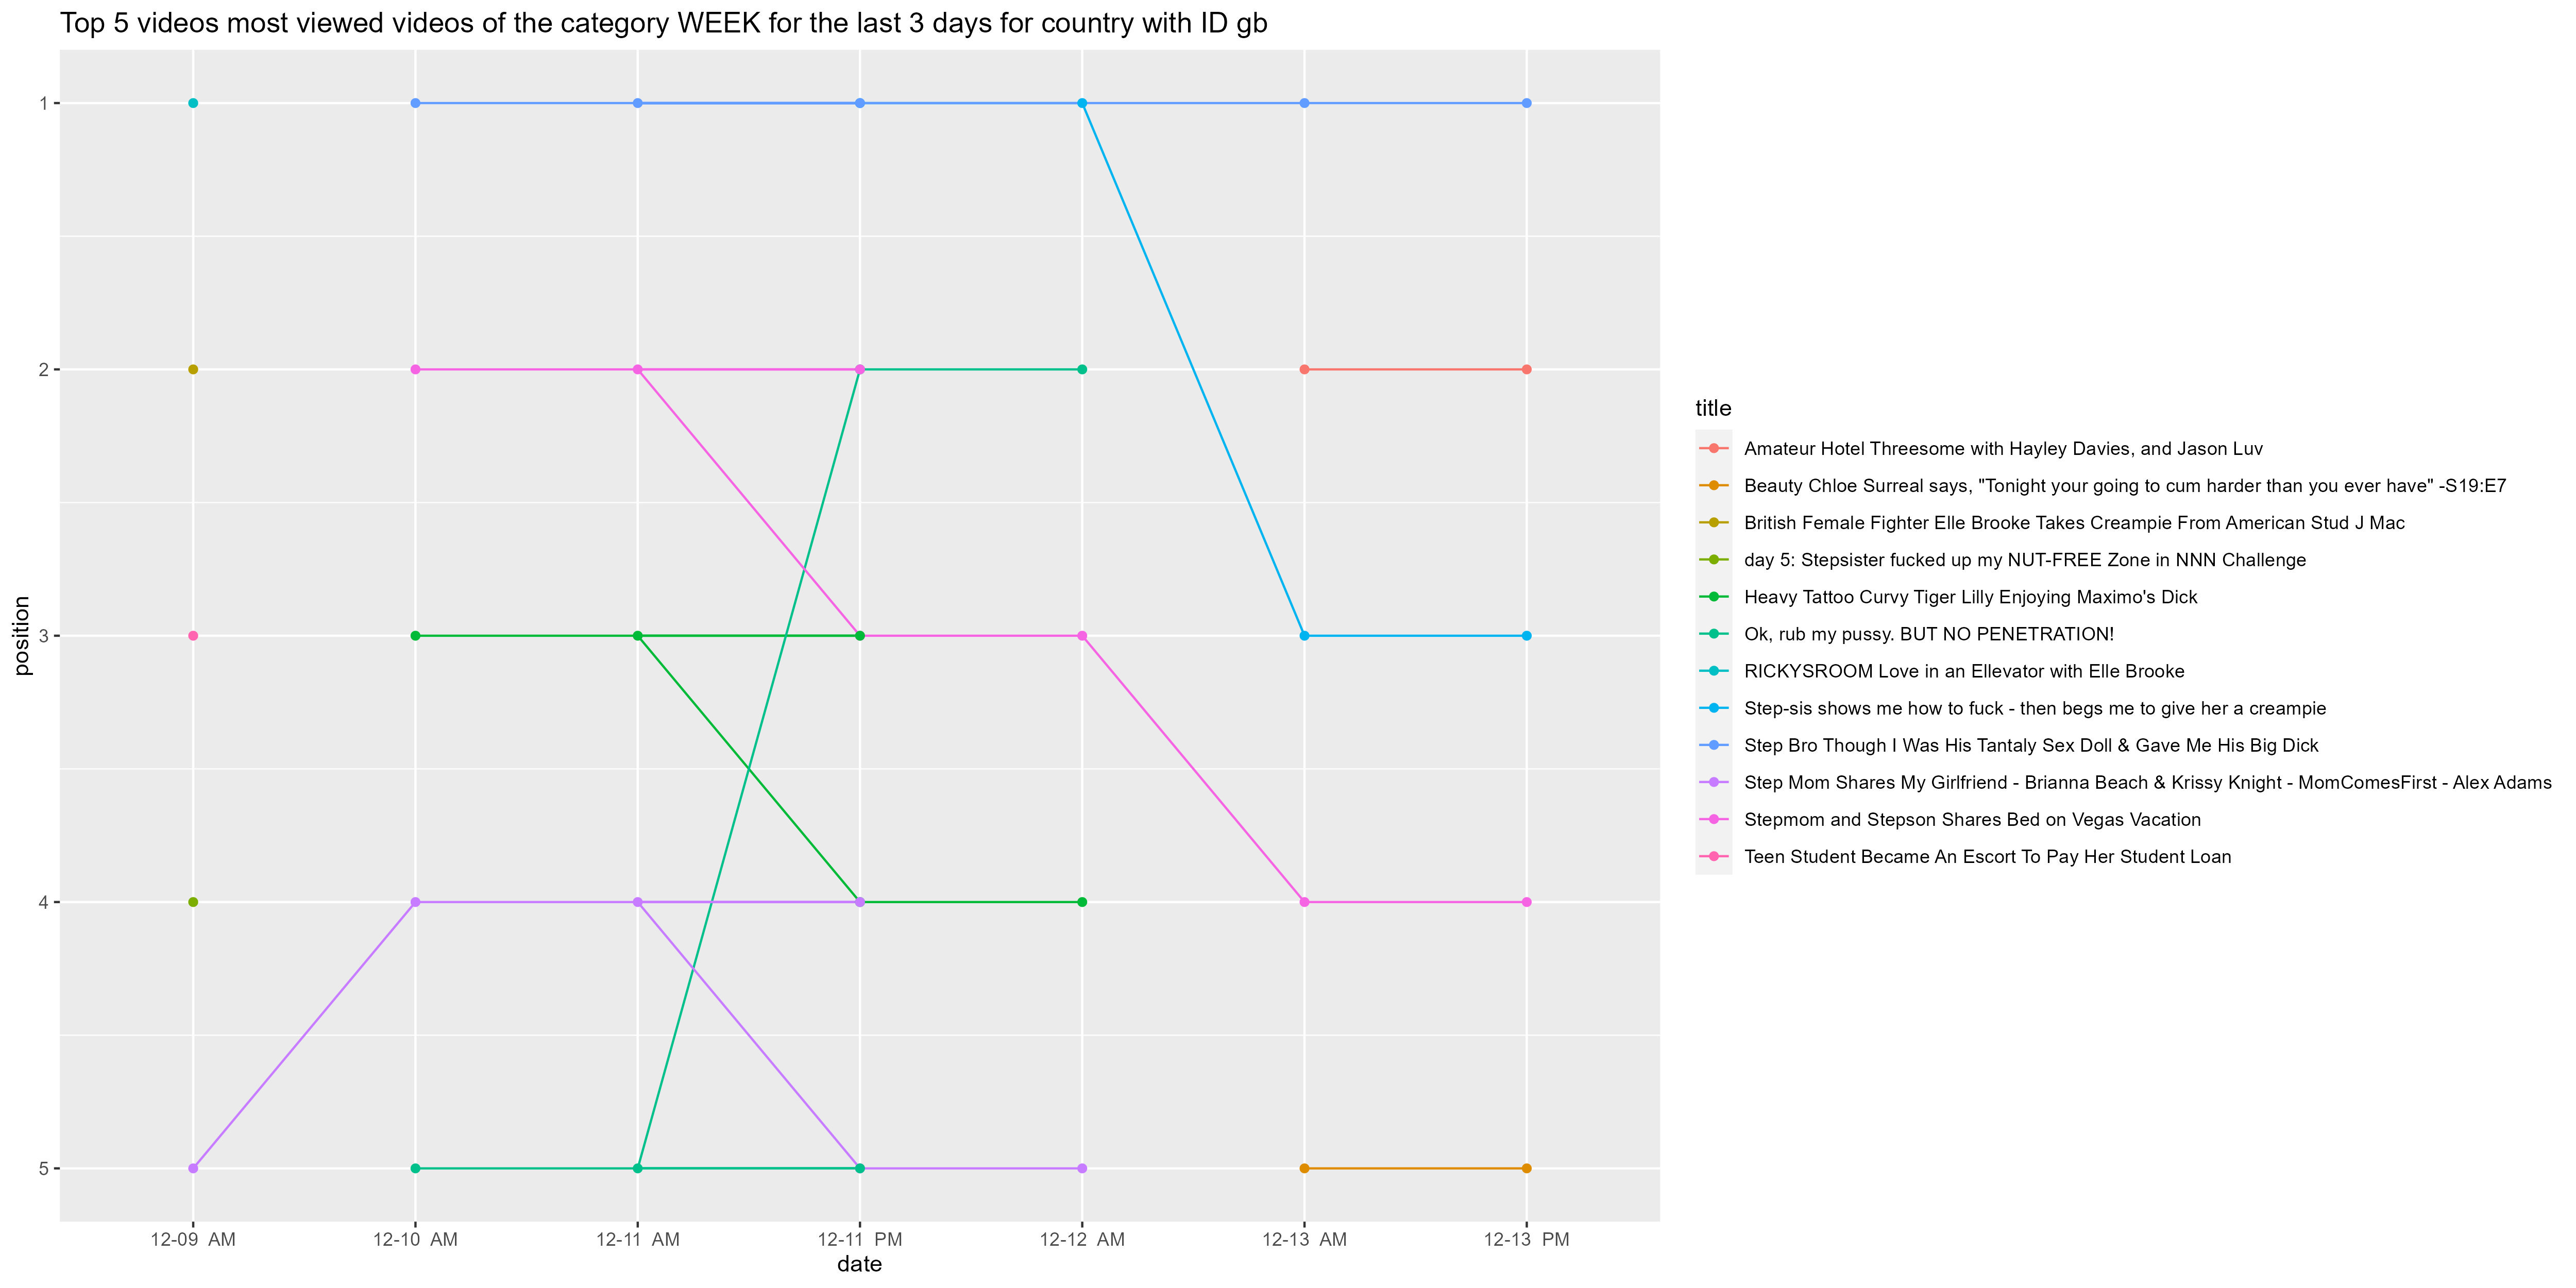 Top 5 videos most viewed videos of the category WEEK for the last 3 days for country with ID gb
position
1
2
3
4
5
12-09 AM
12-10 AM
12-11 AM
12-11 PM
12-12 AM
12-13 AM
12-13 PM
date
title
Amateur Hotel Threesome with Hayley Davies, and Jason Luv
Beauty Chloe Surreal says, "Tonight your going to cum harder than you ever have" -S19:E7
British Female Fighter Elle Brooke Takes Creampie From American Stud J Mac
day 5: Stepsister fucked up my NUT-FREE Zone in NNN Challenge
Heavy Tattoo Curvy Tiger Lilly Enjoying Maximo's Dick
Ok, rub my pussy. BUT NO PENETRATION!
RICKYSROOM Love in an Ellevator with Elle Brooke
Step-sis shows me how to fuck - then begs me to give her a creampie
Step Bro Though I Was His Tantaly Sex Doll & Gave Me His Big Dick
Step Mom Shares My Girlfriend - Brianna Beach & Krissy Knight - MomComesFirst - Alex Adams
Stepmom and Stepson Shares Bed on Vegas Vacation
Teen Student Became An Escort To Pay Her Student Loan